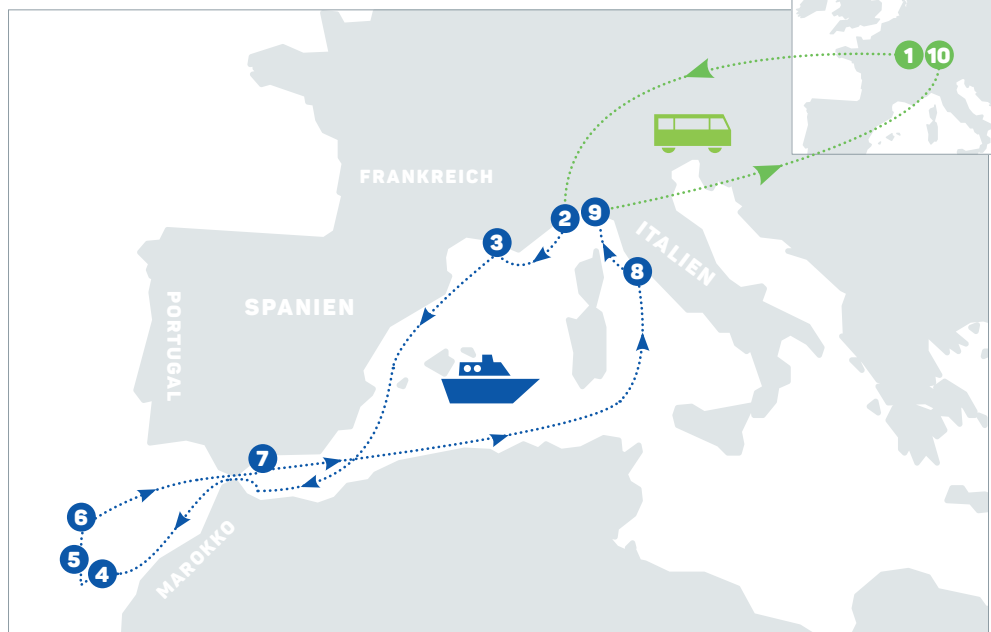 1 10
FRANKREICH
2 9
3
ITALIEN
8
SPANIEN
PORTUGAL
7
6
MAROKKO
5
4